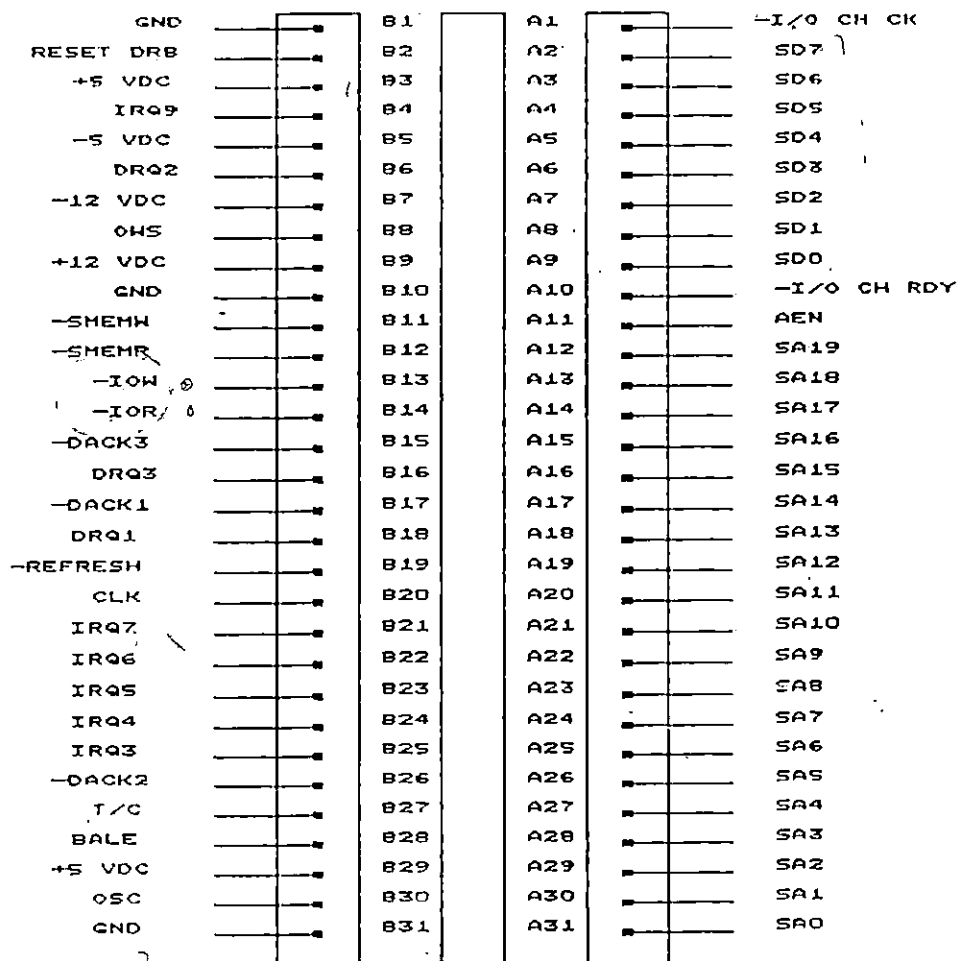 GND B1 A1 -I/O CH CK
RESET DRB B2 A2 SD7
+5 VDC B3 A3 SD6
IRQ9 B4 A4 SD5
-5 VDC B5 A5 SD4
DRQ2 B6 A6 SD3
-12 VDC B7 A7 SD2
OWS B8 A8 SD1
+12 VDC B9 A9 SD0
GND B10 A10 -I/O CH RDY
-SMEMW B11 A11 AEN
-SMEMR B12 A12 SA19
-IOW B13 A13 SA18
-IOR B14 A14 SA17
-DACK3 B15 A15 SA16
DRQ3 B16 A16 SA15
-DACK1 B17 A17 SA14
DRQ1 B18 A18 SA13
-REFRESH B19 A19 SA12
CLK B20 A20 SA11
IRQ7 B21 A21 SA10
IRQ6 B22 A22 SA9
IRQ5 B23 A23 SA8
IRQ4 B24 A24 SA7
IRQ3 B25 A25 SA6
-DACK2 B26 A26 SA5
T/C B27 A27 SA4
BALE B28 A28 SA3
+5 VDC B29 A29 SA2
OSC B30 A30 SA1
GND B31 A31 SA0